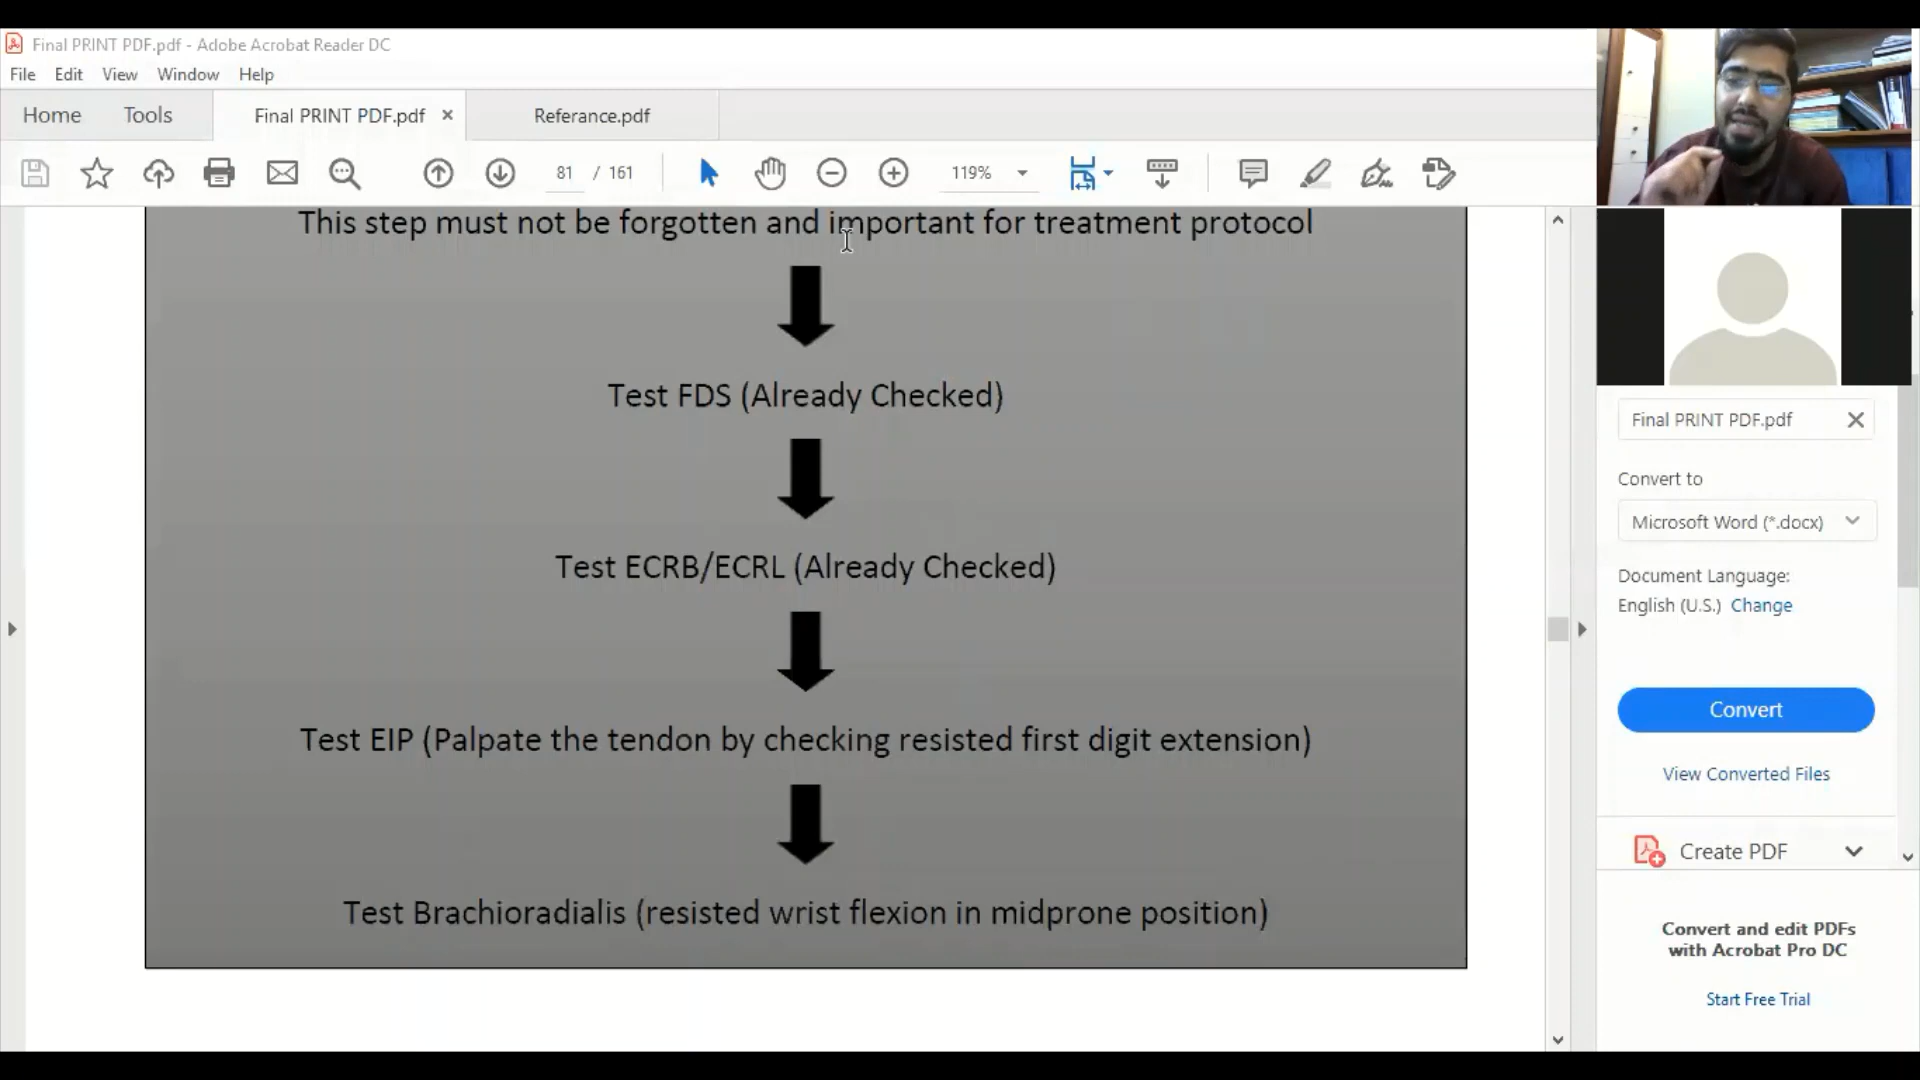 Final PRINT PDF.pdf - Adobe Acrobat Reader DC
File Edit View Window Help
Home Tools Final PRINT PDF.pdf × Referance.pdf
81 / 161 119%
This step must not be forgotten and important for treatment protocol
Test FDS (Already Checked)
Test ECRB/ECRL (Already Checked)
Test EIP (Palpate the tendon by checking resisted first digit extension)
Test Brachioradialis (resisted wrist flexion in midprone position)
Final PRINT PDF.pdf
Convert to
Microsoft Word (*.docx)
Document Language:
English (U.S.) Change
Convert
View Converted Files
Create PDF
Convert and edit PDFs
with Acrobat Pro DC
Start Free Trial